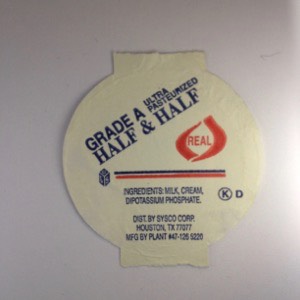 GRADE A ULTRA PASTEURIZED
HALF & HALF
REAL
INGREDIENTS: MILK, CREAM,
DIPOTASSIUM PHOSPHATE.
K D
DIST. BY SYSCO CORP.
HOUSTON, TX 77077
MFG BY PLANT #47-126 5220